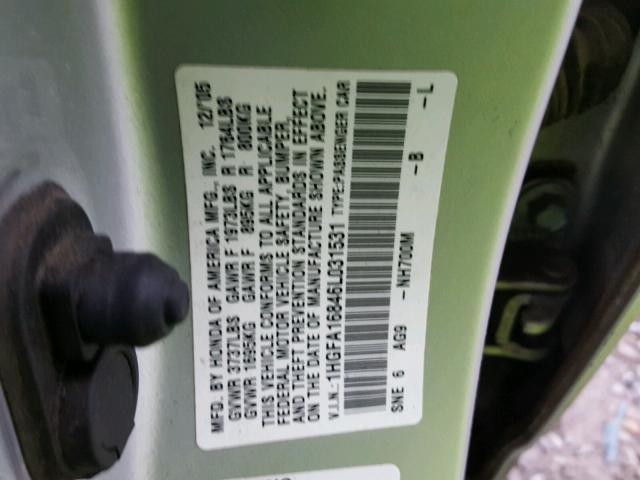 MFD. BY HONDA OF AMERICA MFG., INC. 12/'05
GVWR 3737LBS GAWR F 1973LBS R 1764LBS
GVWR 1695KG GAWR F 895KG R 800KG
THIS VEHICLE CONFORMS TO ALL APPLICABLE
FEDERAL MOTOR VEHICLE SAFETY, BUMPER,
AND THEFT PREVENTION STANDARDS IN EFFECT
ON THE DATE OF MANUFACTURE SHOWN ABOVE.
V.I.N.: 1HGFA16846L031531 TYPE:PASSENGER CAR
SNE 6 AG9 -NH700M -B -L